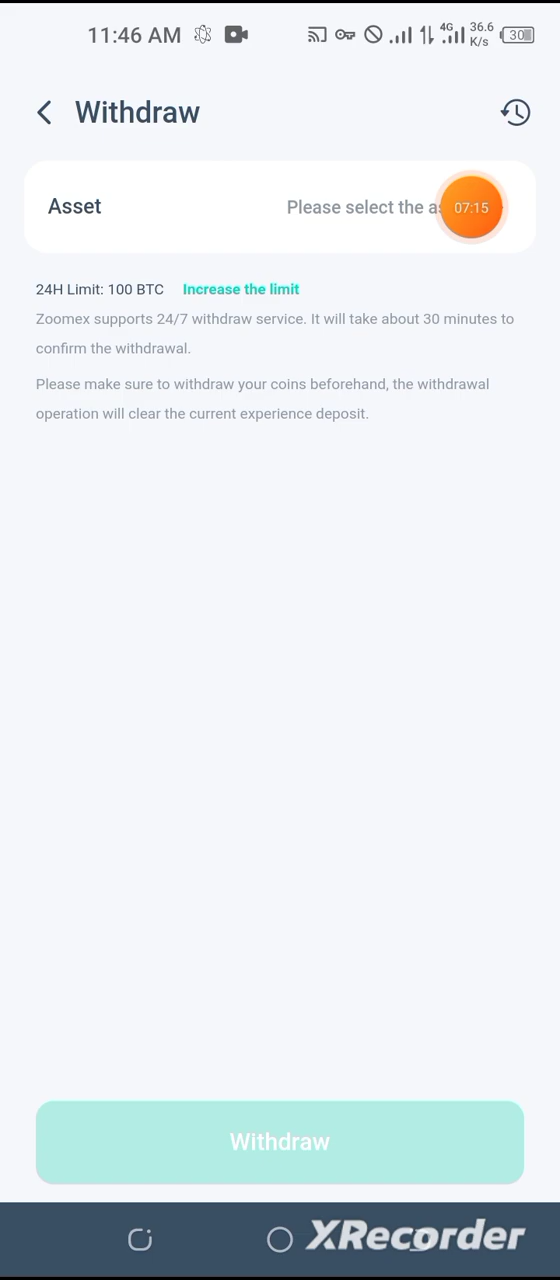 11:46 AM
4G
36.6
K/s
30
Withdraw
Asset
Please select the
07:15
24H Limit: 100 BTC Increase the limit
Zoomex supports 24/7 withdraw service. It will take about 30 minutes to
confirm the withdrawal.
Please make sure to withdraw your coins beforehand, the withdrawal
operation will clear the current experience deposit.
Withdraw
XRecorder